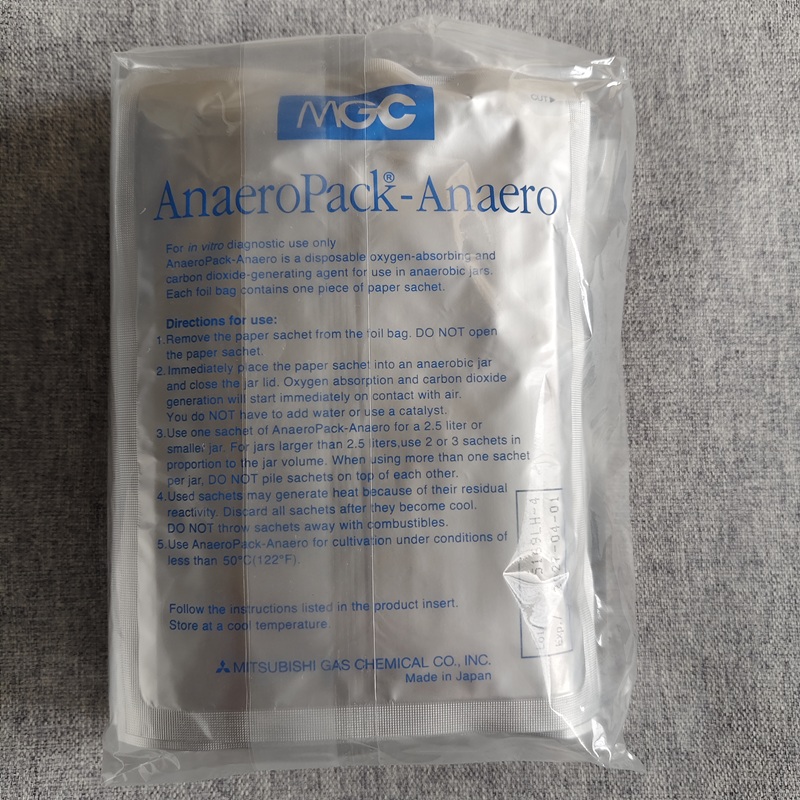 MGC
AnaeroPack®-Anaero
For in vitro diagnostic use only
AnaeroPack-Anaero is a disposable oxygen-absorbing and
carbon dioxide-generating agent for use in anaerobic jars.
Each foil bag contains one piece of paper sachet.
Directions for use:
1.Remove the paper sachet from the foil bag. DO NOT open
the paper sachet.
2.Immediately place the paper sachet into an anaerobic jar
and close the jar lid. Oxygen absorption and carbon dioxide
generation will start immediately on contact with air.
You do NOT have to add water or use a catalyst.
3.Use one sachet of AnaeroPack-Anaero for a 2.5 liter or
smaller jar. For jars larger than 2.5 liters,use 2 or 3 sachets in
proportion to the jar volume. When using more than one sachet
per jar, DO NOT pile sachets on top of each other.
4.Used sachets may generate heat because of their residual
reactivity. Discard all sachets after they become cool.
DO NOT throw sachets away with combustibles.
5.Use AnaeroPack-Anaero for cultivation under conditions of
less than 50°C(122°F).
Follow the instructions listed in the product insert.
Store at a cool temperature.
MITSUBISHI GAS CHEMICAL CO., INC.
Made in Japan
Lot/
Exp./